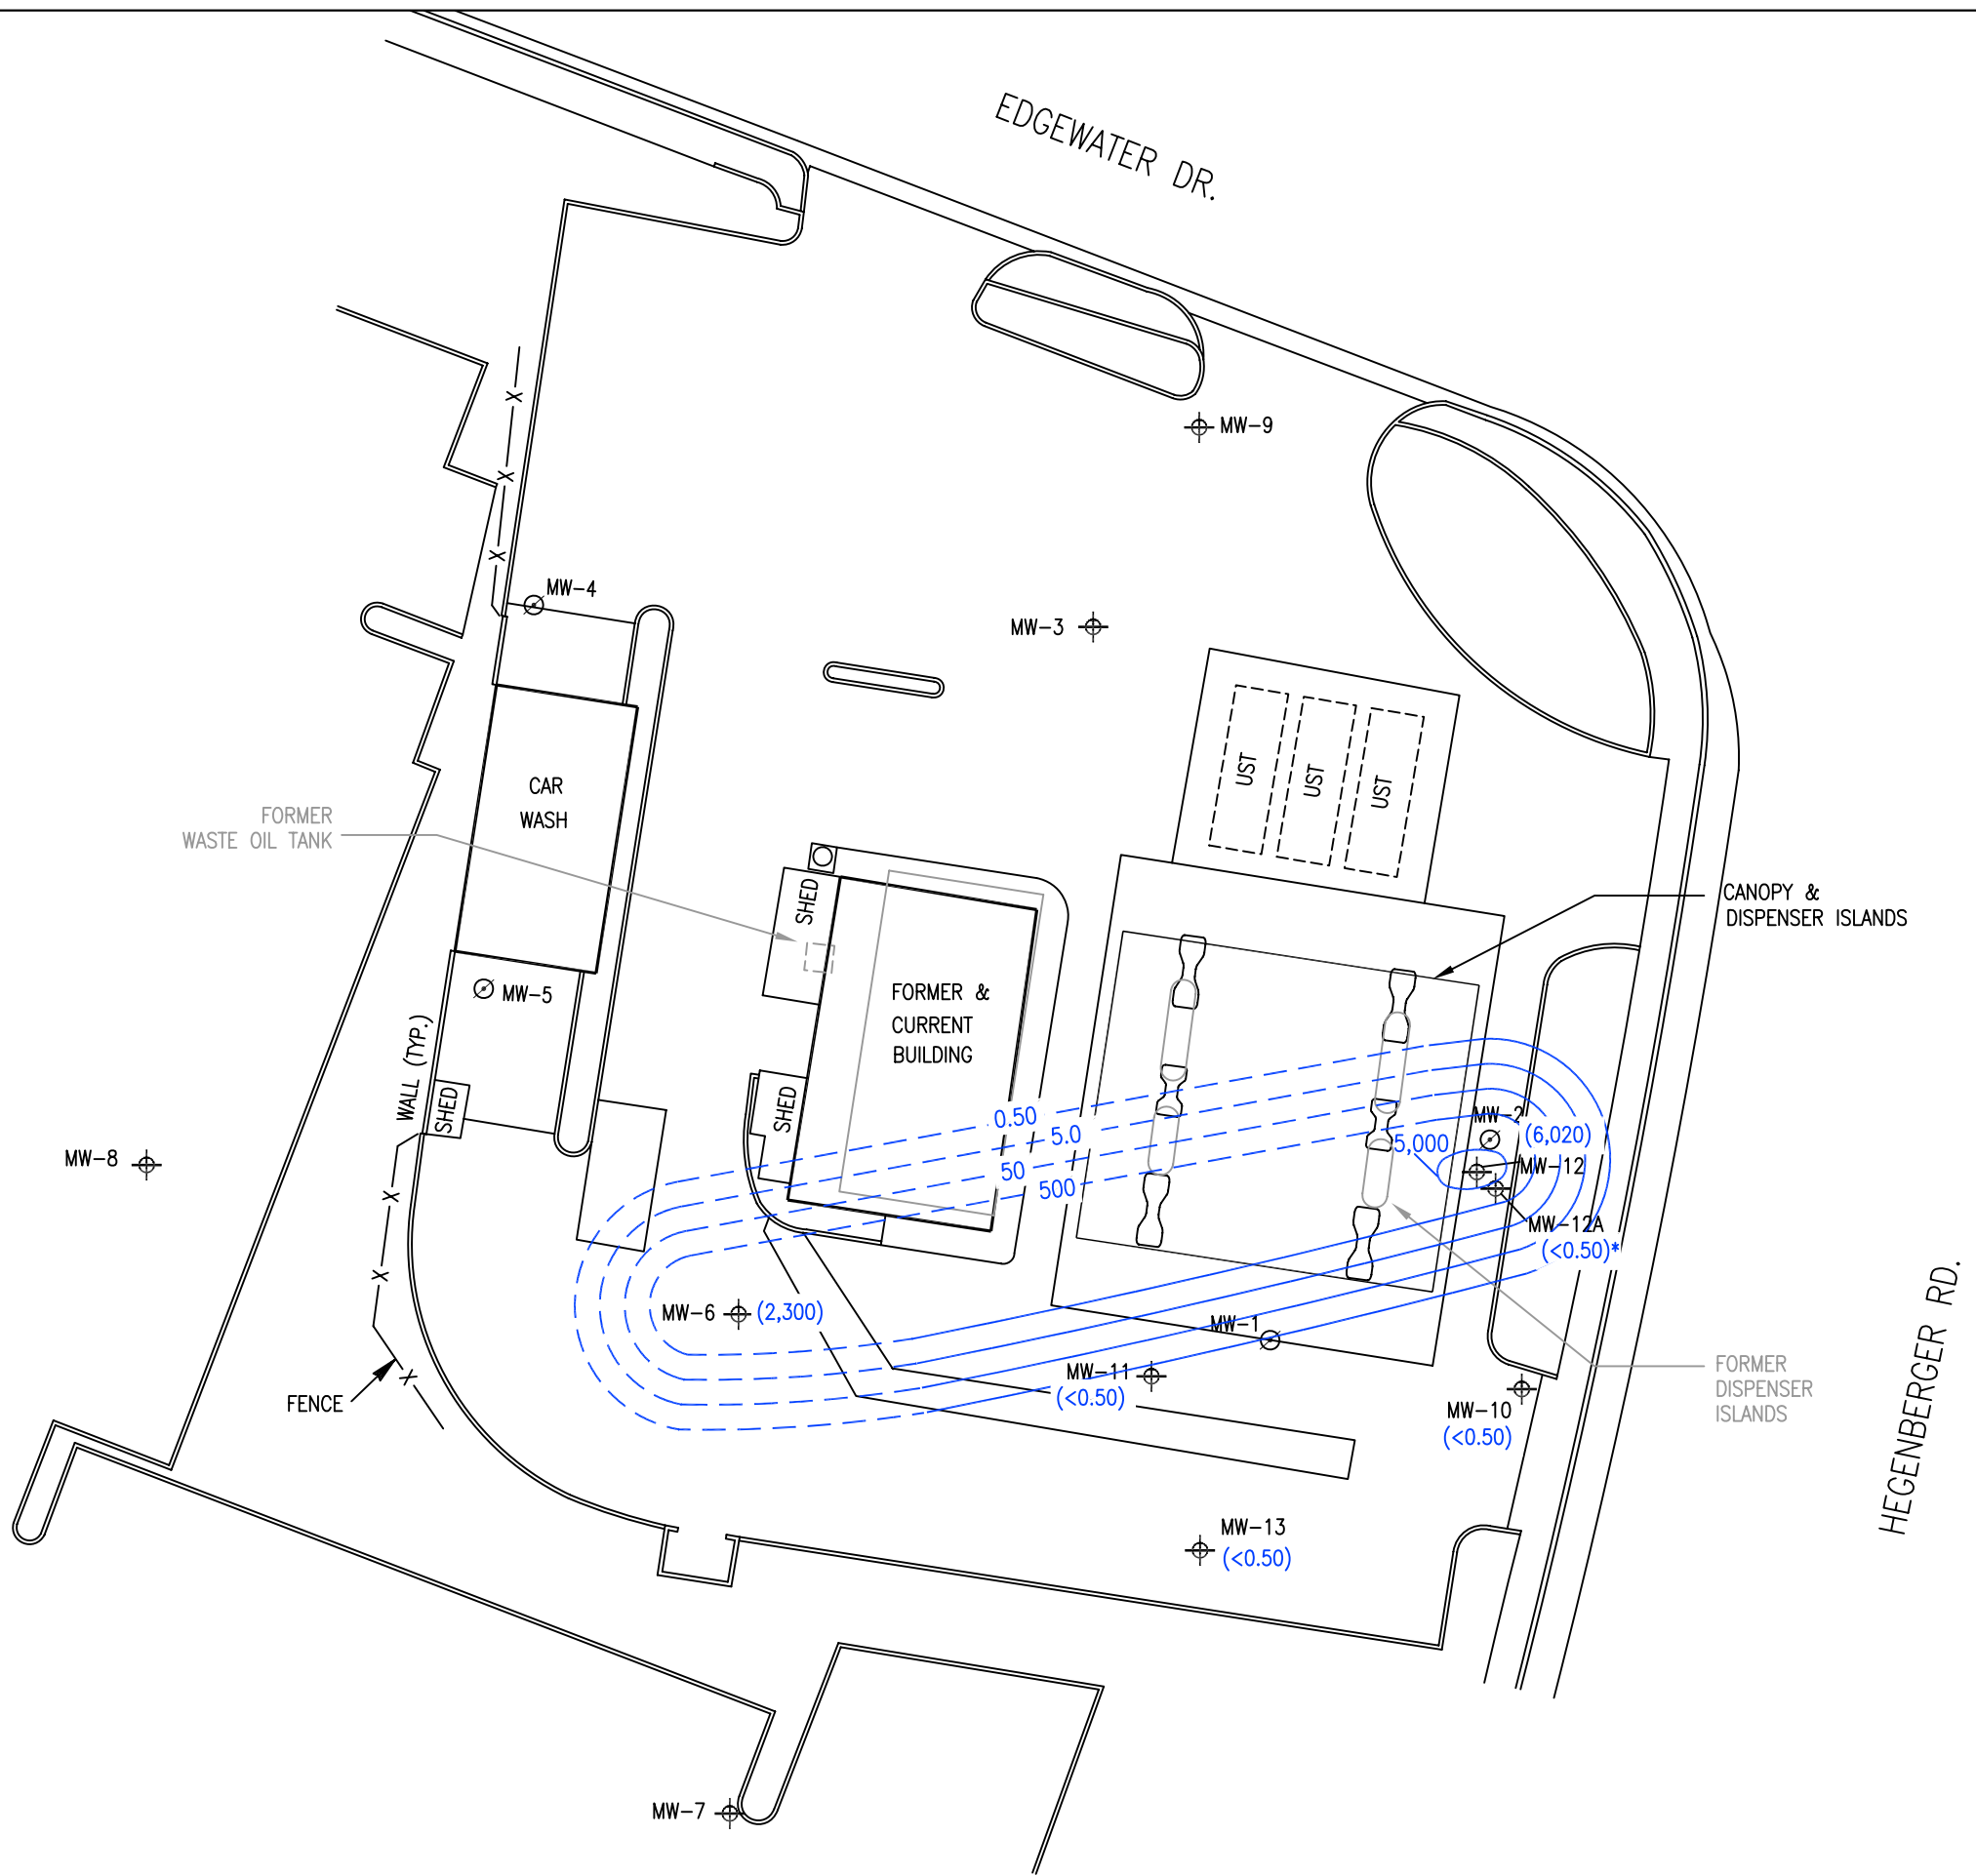 EDGEWATER DR.
MW-9
MW-4
MW-3
UST
UST
UST
CAR
WASH
FORMER
WASTE OIL TANK
SHED
CANOPY &
DISPENSER ISLANDS
MW-5
FORMER &
CURRENT
BUILDING
WALL (TYP.)
SHED
SHED
0.50
5.0
50
500
5,000
MW-2
(6,020)
MW-12
MW-8
MW-12A
(<0.50)*
MW-6
(2,300)
MW-1
MW-11
(<0.50)
MW-10
(<0.50)
FORMER
DISPENSER
ISLANDS
FENCE
X
X
X
X
X
X
HEGENBERGER RD.
MW-13
(<0.50)
MW-7